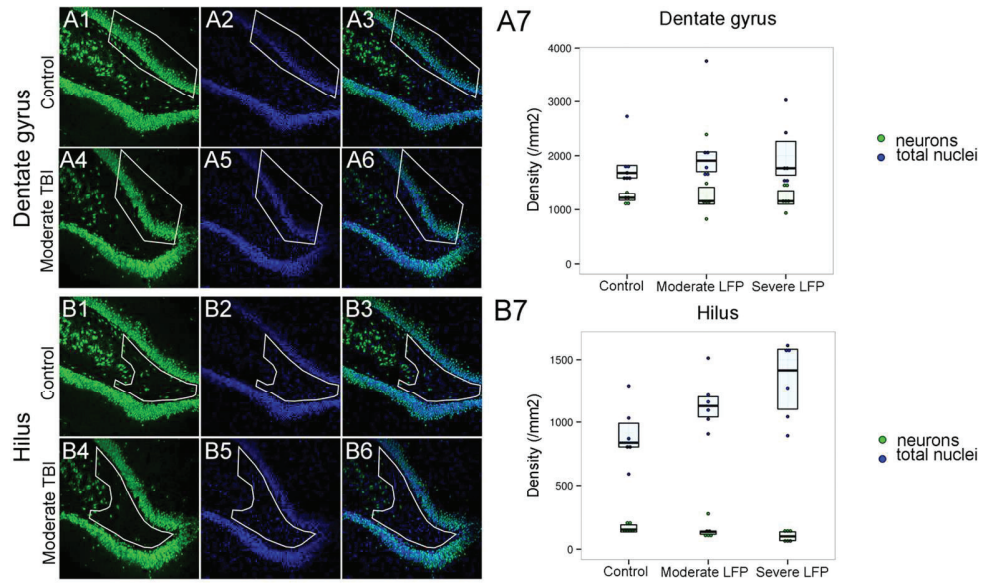 Dentate gyrus
Control
A1
A2
A3
Moderate TBI
A4
A5
A6
A7
Dentate gyrus
4000
3000
2000
1000
0
Density (/mm2)
Control
Moderate LFP
Severe LFP
neurons
total nuclei
Hilus
Control
B1
B2
B3
Moderate TBI
B4
B5
B6
B7
Hilus
1500
1000
500
0
Density (/mm2)
Control
Moderate LFP
Severe LFP
neurons
total nuclei